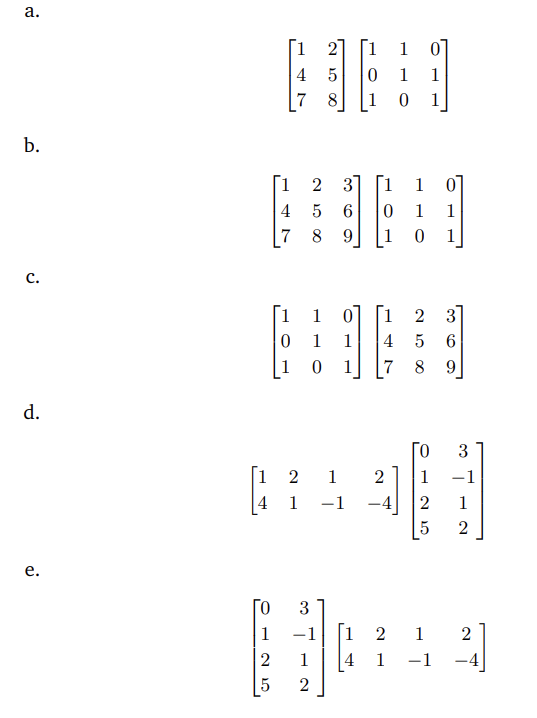 a.
[1 2] [1 1 0]
[4 5] [0 1 1]
[7 8] [1 0 1]
b.
[1 2 3] [1 1 0]
[4 5 6] [0 1 1]
[7 8 9] [1 0 1]
c.
[1 1 0] [1 2 3]
[0 1 1] [4 5 6]
[1 0 1] [7 8 9]
d.
[0 3]
[1 2 1 2] [1 −1]
[4 1 −1 −4] [2 1]
[5 2]
e.
[0 3]
[1 −1] [1 2 1 2]
[2 1] [4 1 −1 −4]
[5 2]